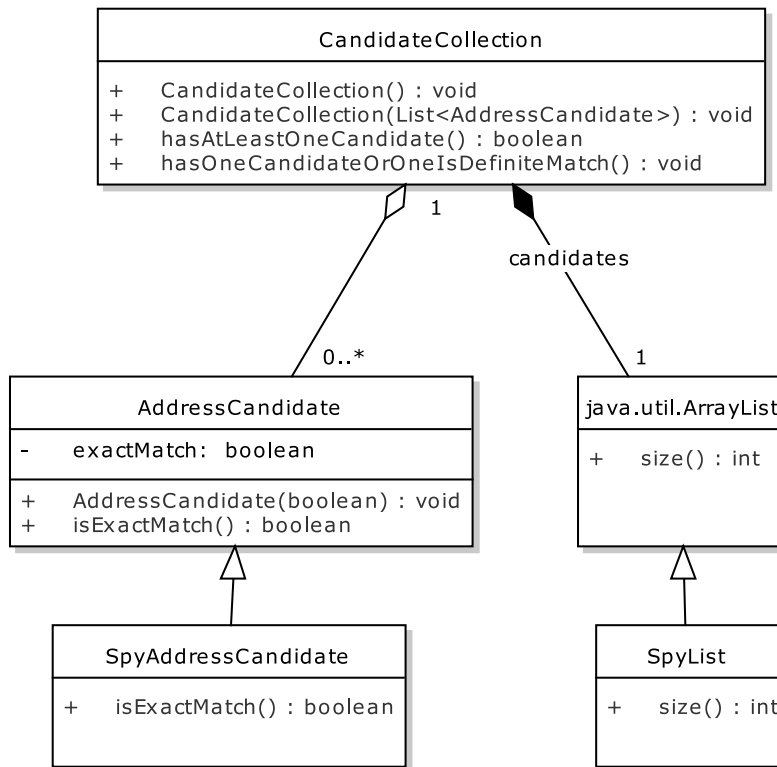 CandidateCollection
+ CandidateCollection() : void
+ CandidateCollection(List<AddressCandidate>) : void
+ hasAtLeastOneCandidate() : boolean
+ hasOneCandidateOrOneIsDefiniteMatch() : void
1
candidates
0..*
1
AddressCandidate
- exactMatch: boolean
+ AddressCandidate(boolean) : void
+ isExactMatch() : boolean
java.util.ArrayList
+ size() : int
SpyAddressCandidate
+ isExactMatch() : boolean
SpyList
+ size() : int